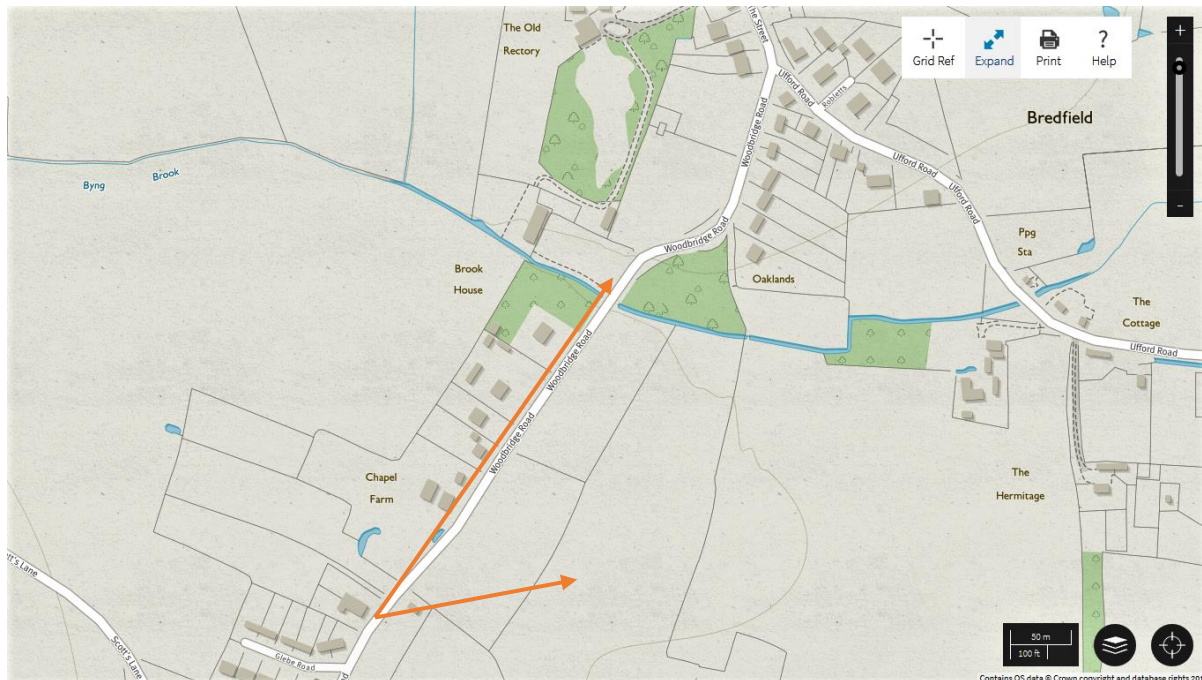 The Old
Rectory
The Street
Grid Ref
Expand
Print
?
Help
+
-
Ufford Road
Robletts
Bredfield
Woodbridge Road
Ufford Road
Ufford Road
Byng Brook
Woodbridge Road
Ppg
Sta
Brook
House
Oaklands
The
Cottage
Ufford Road
Woodbridge Road
Woodbridge Road
Chapel
Farm
The
Hermitage
Scott's Lane
Glebe Road
50 m
100 ft
Contains OS data © Crown copyright and database rights